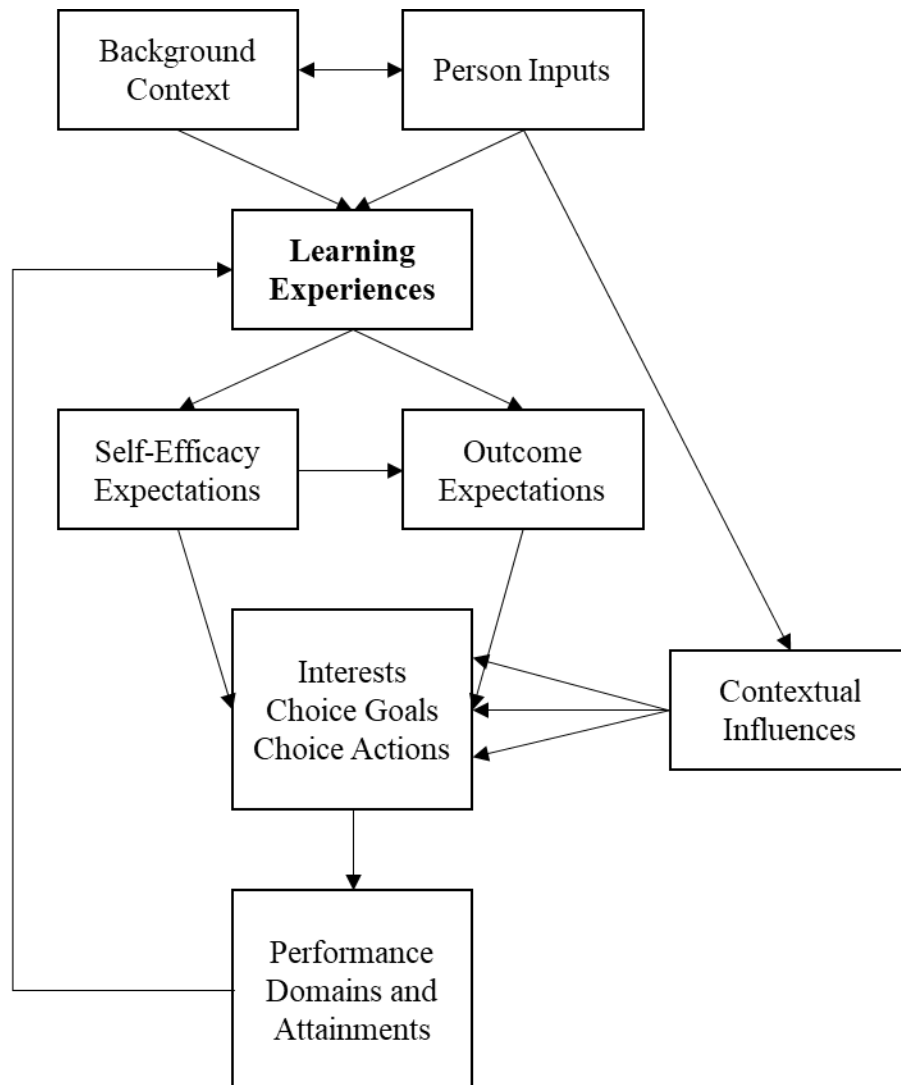 Background
Context
Person Inputs
Learning
Experiences
Self-Efficacy
Expectations
Outcome
Expectations
Interests
Choice Goals
Choice Actions
Contextual
Influences
Performance
Domains and
Attainments